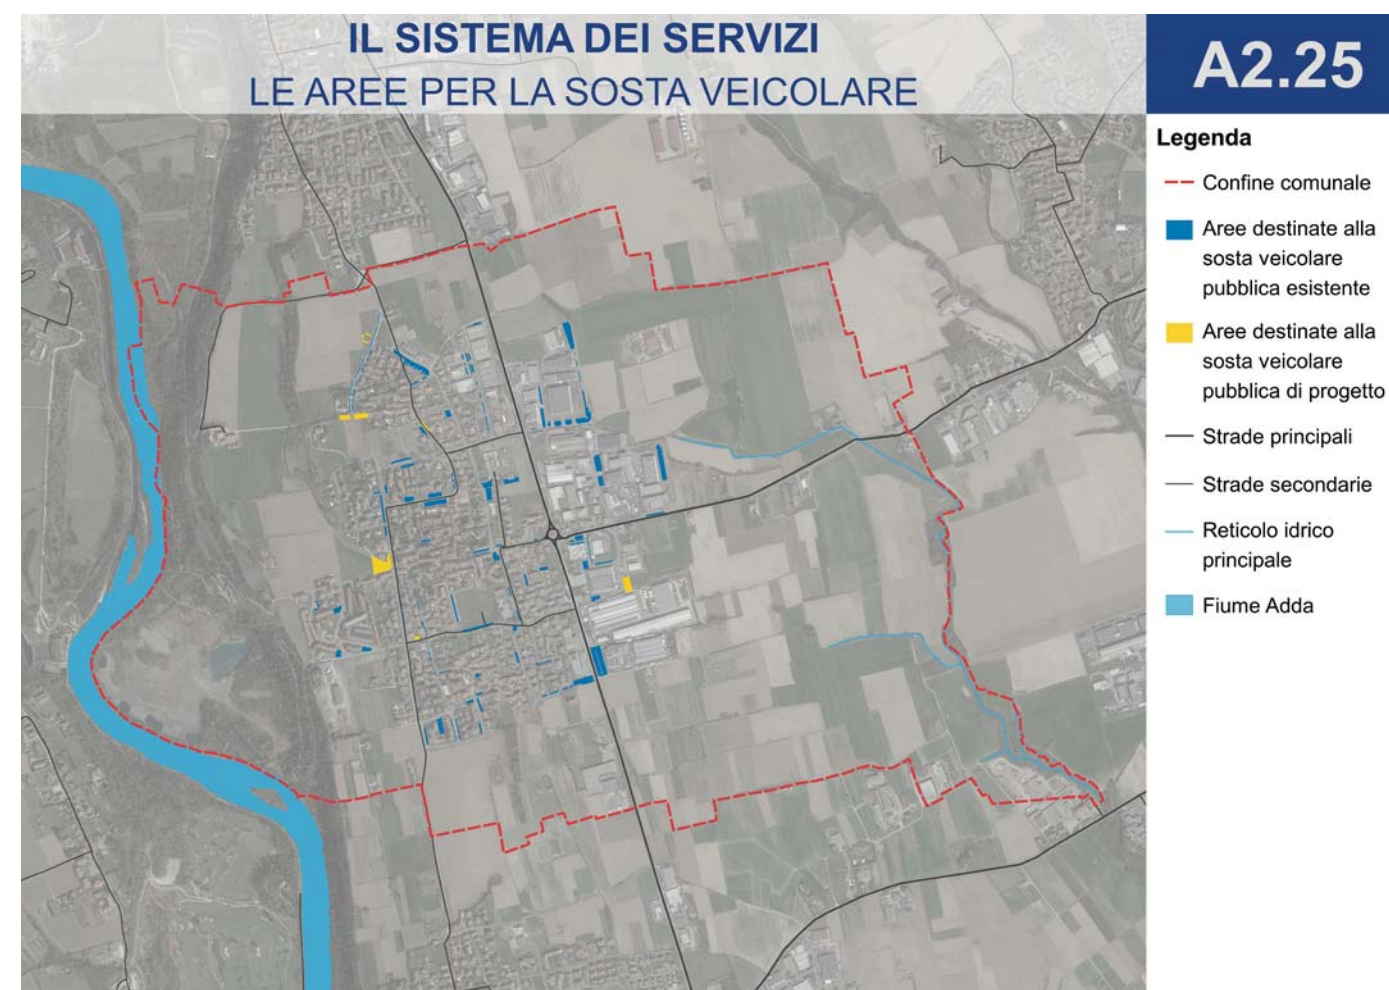 IL SISTEMA DEI SERVIZI
LE AREE PER LA SOSTA VEICOLARE
A2.25
Legenda
Confine comunale
Aree destinate alla
sosta veicolare
pubblica esistente
Aree destinate alla
sosta veicolare
pubblica di progetto
Strade principali
Strade secondarie
Reticolo idrico
principale
Fiume Adda